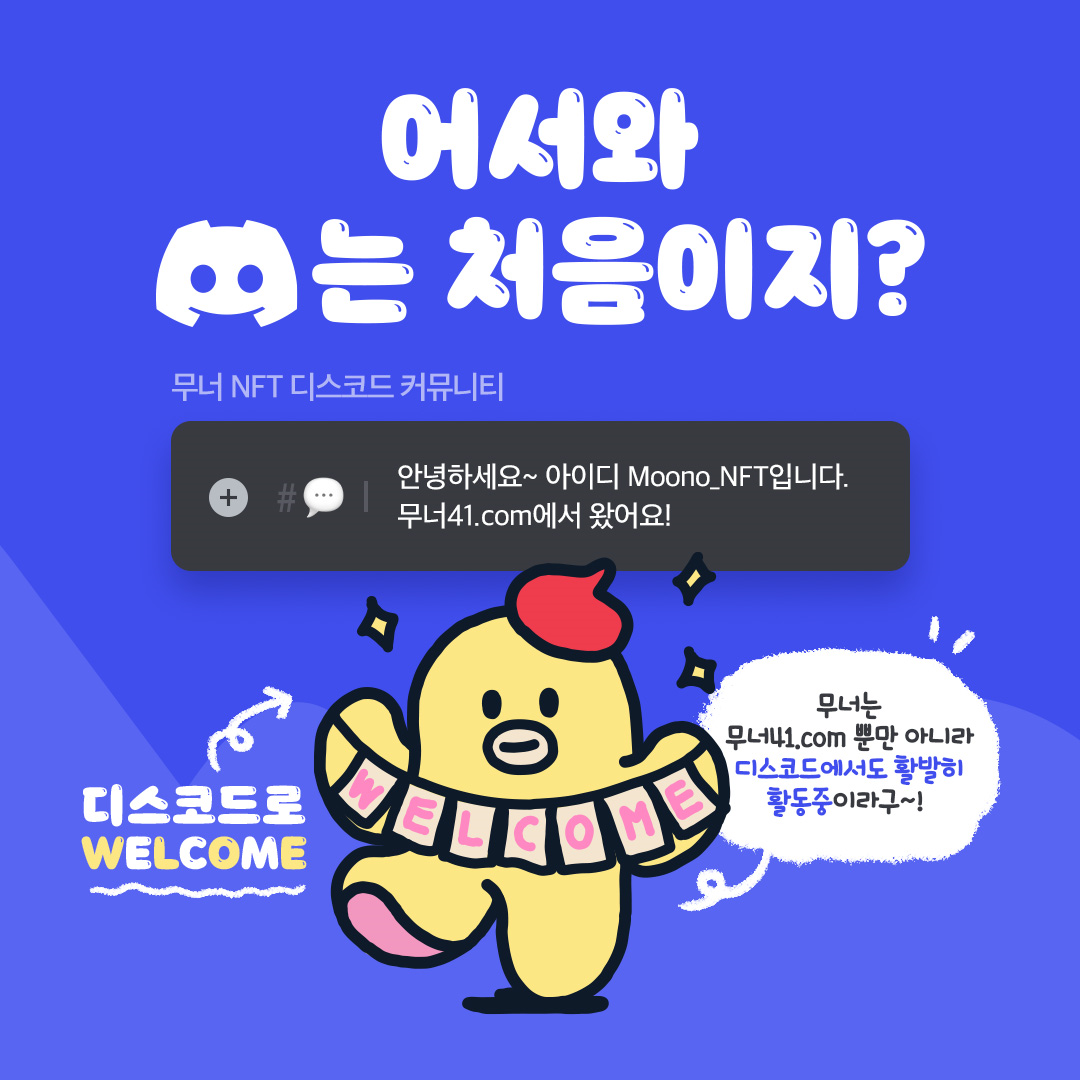 어서와
는 처음이지?
무너 NFT 디스코드 커뮤니티
# 안녕하세요~ 아이디 Moono_NFT입니다.
무너41.com에서 왔어요!
무너는
무너41.com 뿐만 아니라
디스코드에서도 활발히
활동중이라구~!
디스코드로
WELCOME
WELCOME